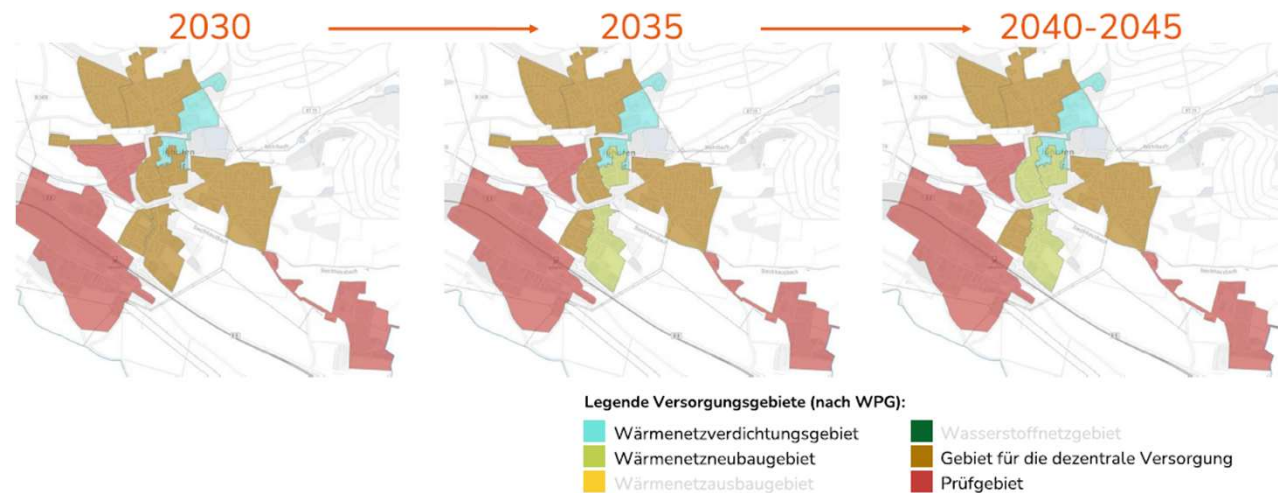 2030
2035
2040-2045
Legende Versorgungsgebiete (nach WPG):
Wärmenetzverdichtungsgebiet
Wärmenetzneubaugebiet
Wärmenetzausbaugebiet
Wasserstoffnetzgebiet
Gebiet für die dezentrale Versorgung
Prüfgebiet